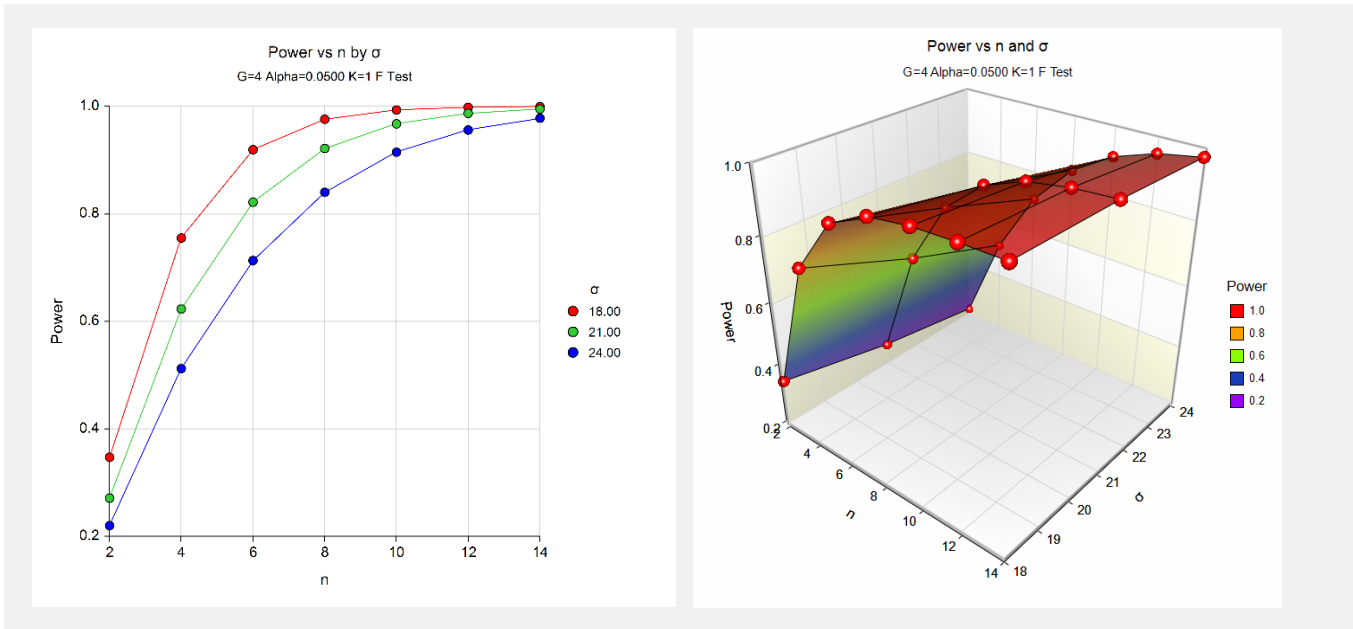 Power vs n by σ
G=4 Alpha=0.0500 K=1 F Test
1.0
0.8
0.6
0.4
0.2
Power
2 4 6 8 10 12 14
n
σ
18.00
21.00
24.00
Power vs n and σ
G=4 Alpha=0.0500 K=1 F Test
1.0
0.8
0.6
0.4
0.2
Power
2
4
6
8
10
12
14
n
18
19
20
21
22
23
24
σ
Power
1.0
0.8
0.6
0.4
0.2